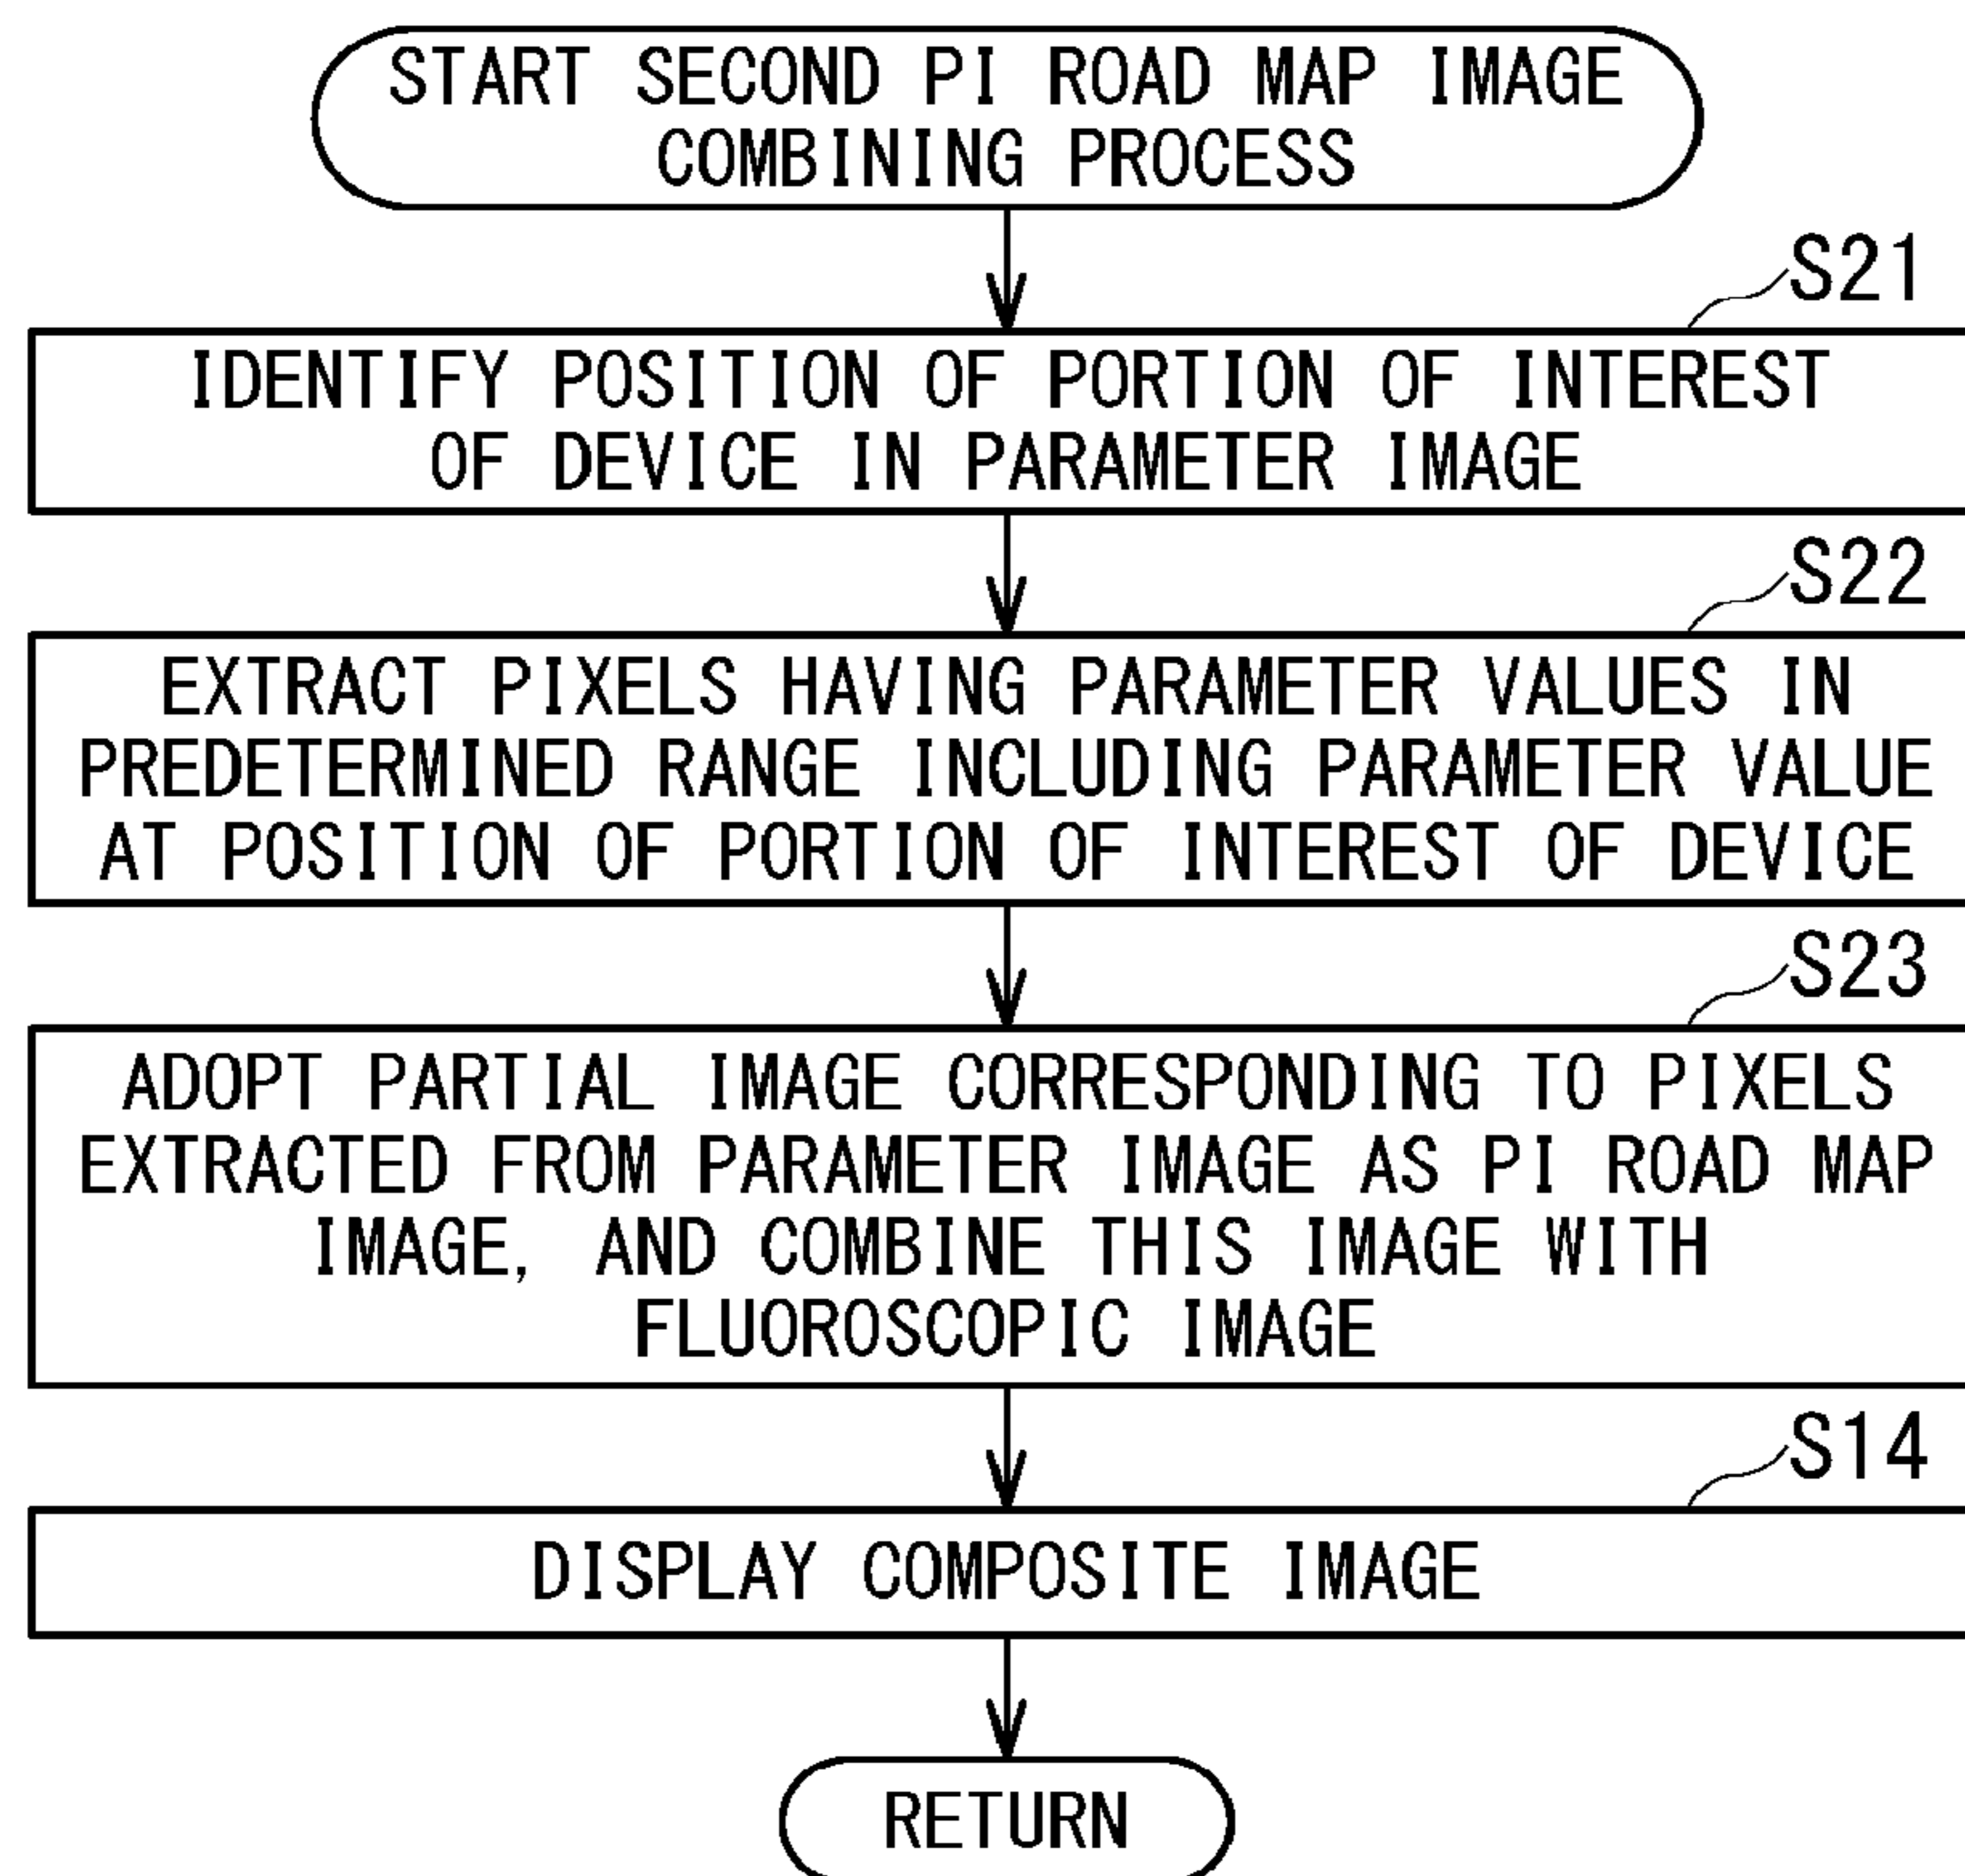 START SECOND PI ROAD MAP IMAGE
COMBINING PROCESS
S21
IDENTIFY POSITION OF PORTION OF INTEREST
OF DEVICE IN PARAMETER IMAGE
S22
EXTRACT PIXELS HAVING PARAMETER VALUES IN
PREDETERMINED RANGE INCLUDING PARAMETER VALUE
AT POSITION OF PORTION OF INTEREST OF DEVICE
S23
ADOPT PARTIAL IMAGE CORRESPONDING TO PIXELS
EXTRACTED FROM PARAMETER IMAGE AS PI ROAD MAP
IMAGE, AND COMBINE THIS IMAGE WITH
FLUOROSCOPIC IMAGE
S14
DISPLAY COMPOSITE IMAGE
RETURN